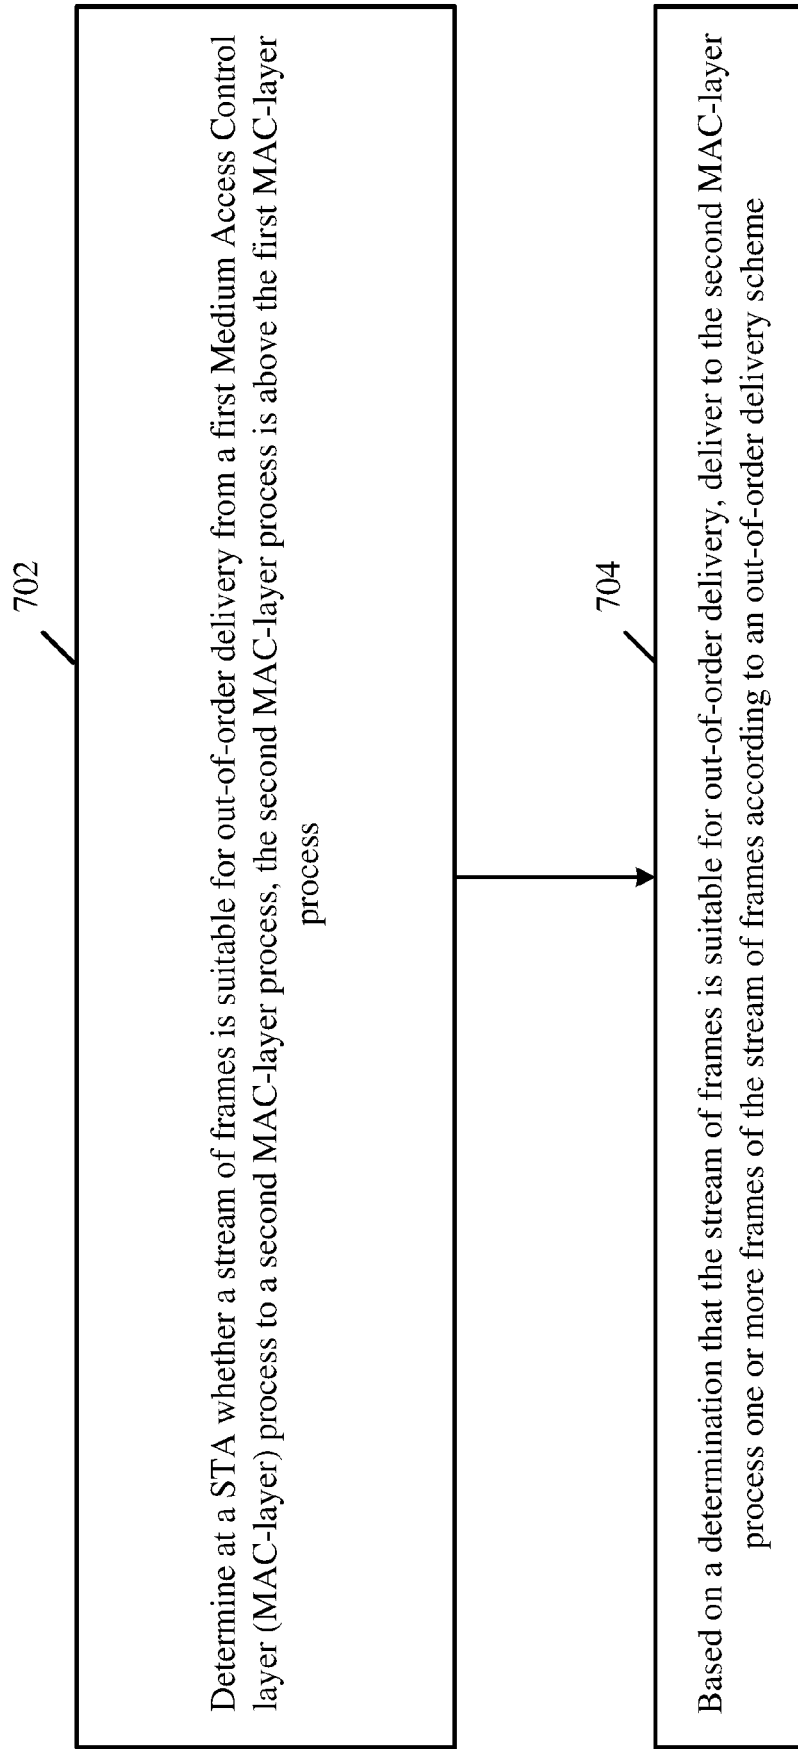 702
Determine at a STA whether a stream of frames is suitable for out-of-order delivery from a first Medium Access Control
layer (MAC-layer) process to a second MAC-layer process, the second MAC-layer process is above the first MAC-layer
process
704
Based on a determination that the stream of frames is suitable for out-of-order delivery, deliver to the second MAC-layer
process one or more frames of the stream of frames according to an out-of-order delivery scheme